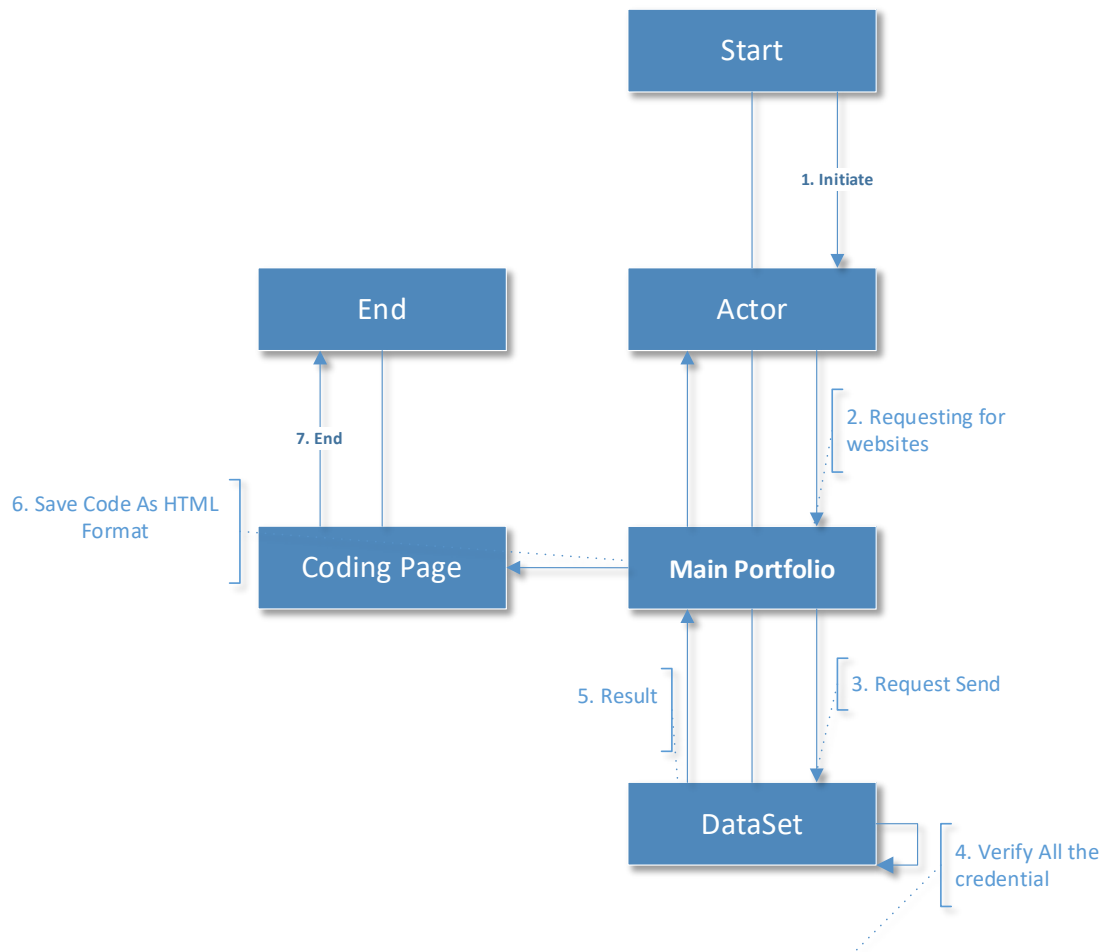 Start
1. Initiate
End
Actor
2. Requesting for
websites
7. End
6. Save Code As HTML
Format
Coding Page
Main Portfolio
5. Result
3. Request Send
DataSet
4. Verify All the
credential